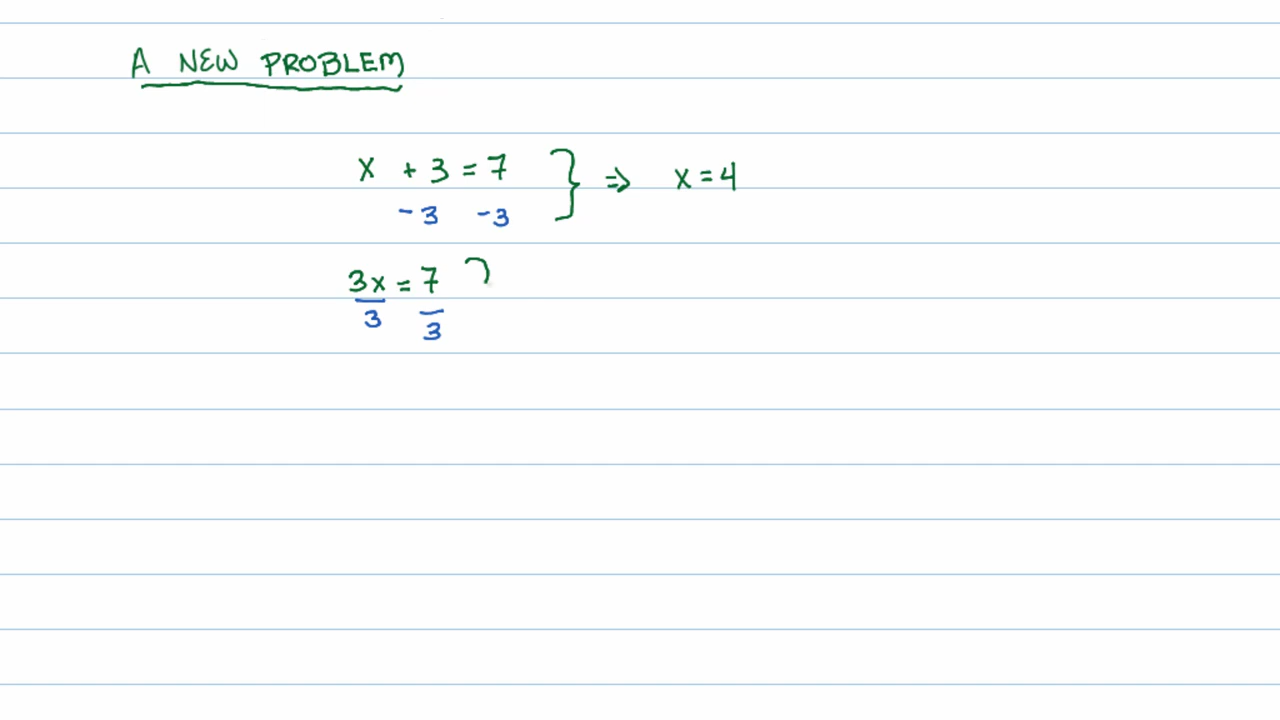 A NEW PROBLEM
x + 3 = 7 } ⇒ x = 4
-3 -3
3x = 7
3 3